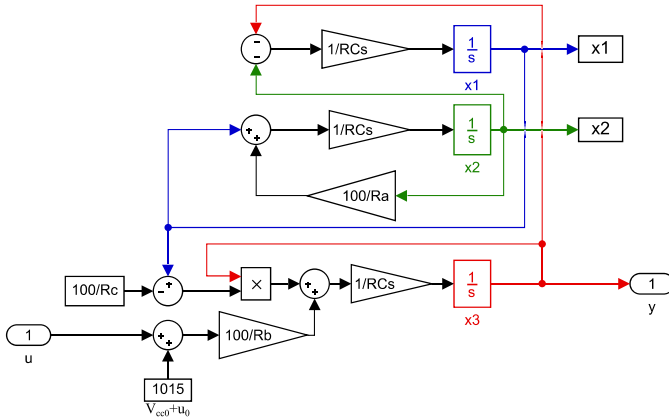 − − 1/RCs 1/s x1 x1
+ + 1/RCs 1/s x2 x2
100/Ra
100/Rc − + × + + 1/RCs 1/s x3 1 y
1 u + + 100/Rb
1015
Vcc0+u0